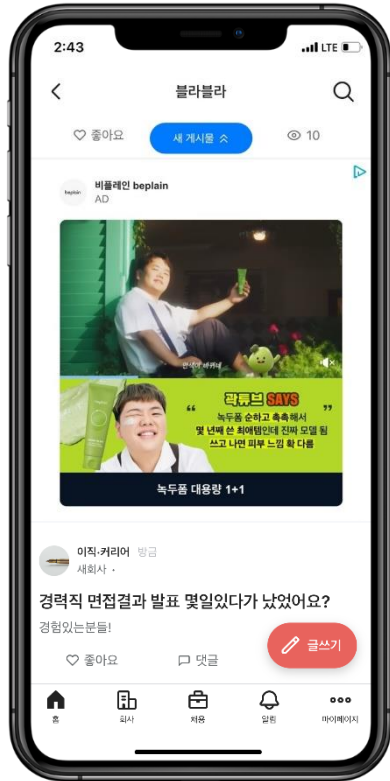 2:43
LTE
블라블라
좋아요
새 게시물
10
beplain
비플레인 beplain
AD
인생이 바뀌네
곽튜브 SAYS
“ 녹두폼 순하고 촉촉해서 ”
몇 년째 쓴 최애템인데 진짜 모델 됨
쓰고 나면 피부 느낌 확 다름
녹두폼 대용량 1+1
이직·커리어 방금
새회사 ·
경력직 면접결과 발표 몇일있다가 났었어요?
경험있는분들!
좋아요
댓글
글쓰기
홈
회사
채용
알림
마이페이지